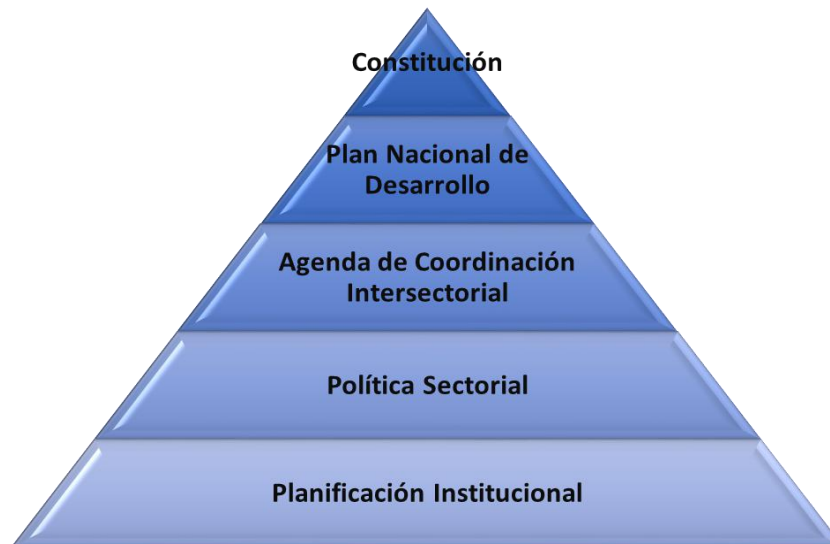 Constitución
Plan Nacional de
Desarrollo
Agenda de Coordinación
Intersectorial
Política Sectorial
Planificación Institucional